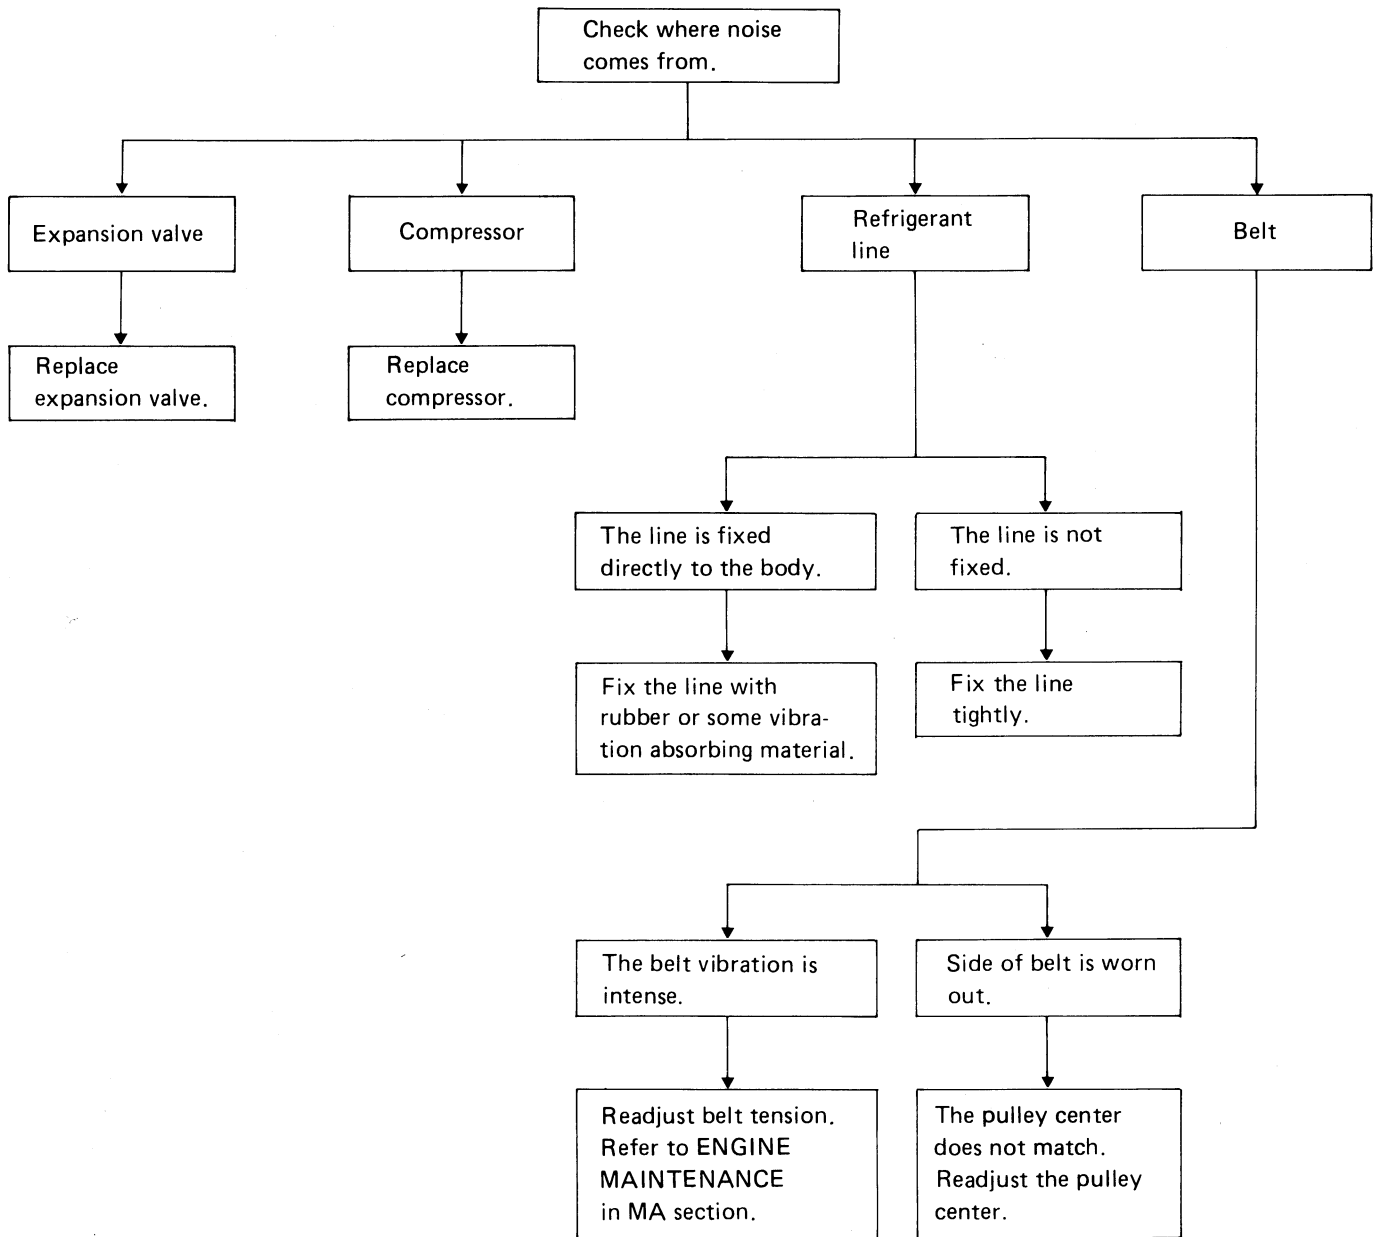 Check where noise
comes from.
Expansion valve
Compressor
Refrigerant
line
Belt
Replace
expansion valve.
Replace
compressor.
The line is fixed
directly to the body.
The line is not
fixed.
Fix the line with
rubber or some vibra-
tion absorbing material.
Fix the line
tightly.
The belt vibration is
intense.
Side of belt is worn
out.
Readjust belt tension.
Refer to ENGINE
MAINTENANCE
in MA section.
The pulley center
does not match.
Readjust the pulley
center.